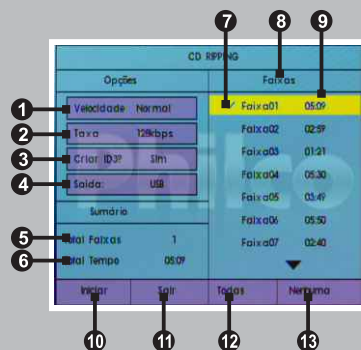 7 8 9
CD RIPPING
Opções Faixas
1 Velocidade Normal
2 Taxa 128kbps
3 Criar ID3? Sim
4 Saída: USB
Sumário
5 otal Faixas 1
6 otal Tempo 05:09
✓ Faixa01 05:09
Faixa02 02:59
Faixa03 01:21
Faixa04 05:30
Faixa05 03:49
Faixa06 05:50
Faixa07 02:40
Iniciar Sair Todas Nenhuma
10 11 12 13
Philco